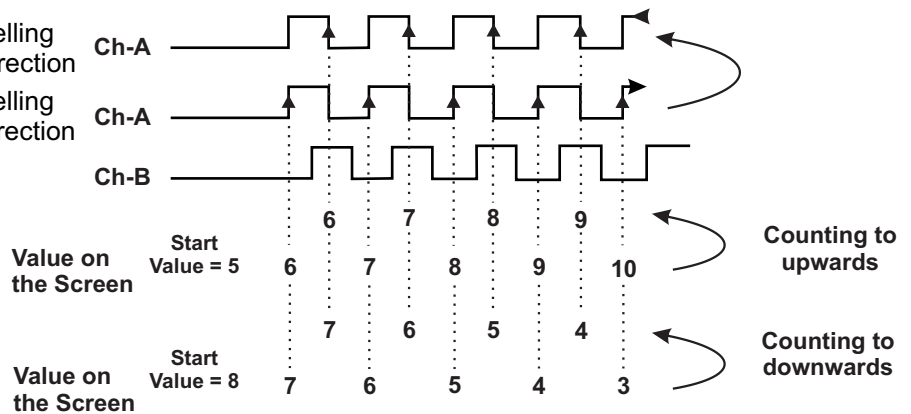 elling
rection
Ch-A
elling
rection
Ch-A
Ch-B
6 7 8 9
Value on
the Screen
Start
Value = 5
6 7 8 9 10
Counting to
upwards
7 6 5 4
Value on
the Screen
Start
Value = 8
7 6 5 4 3
Counting to
downwards